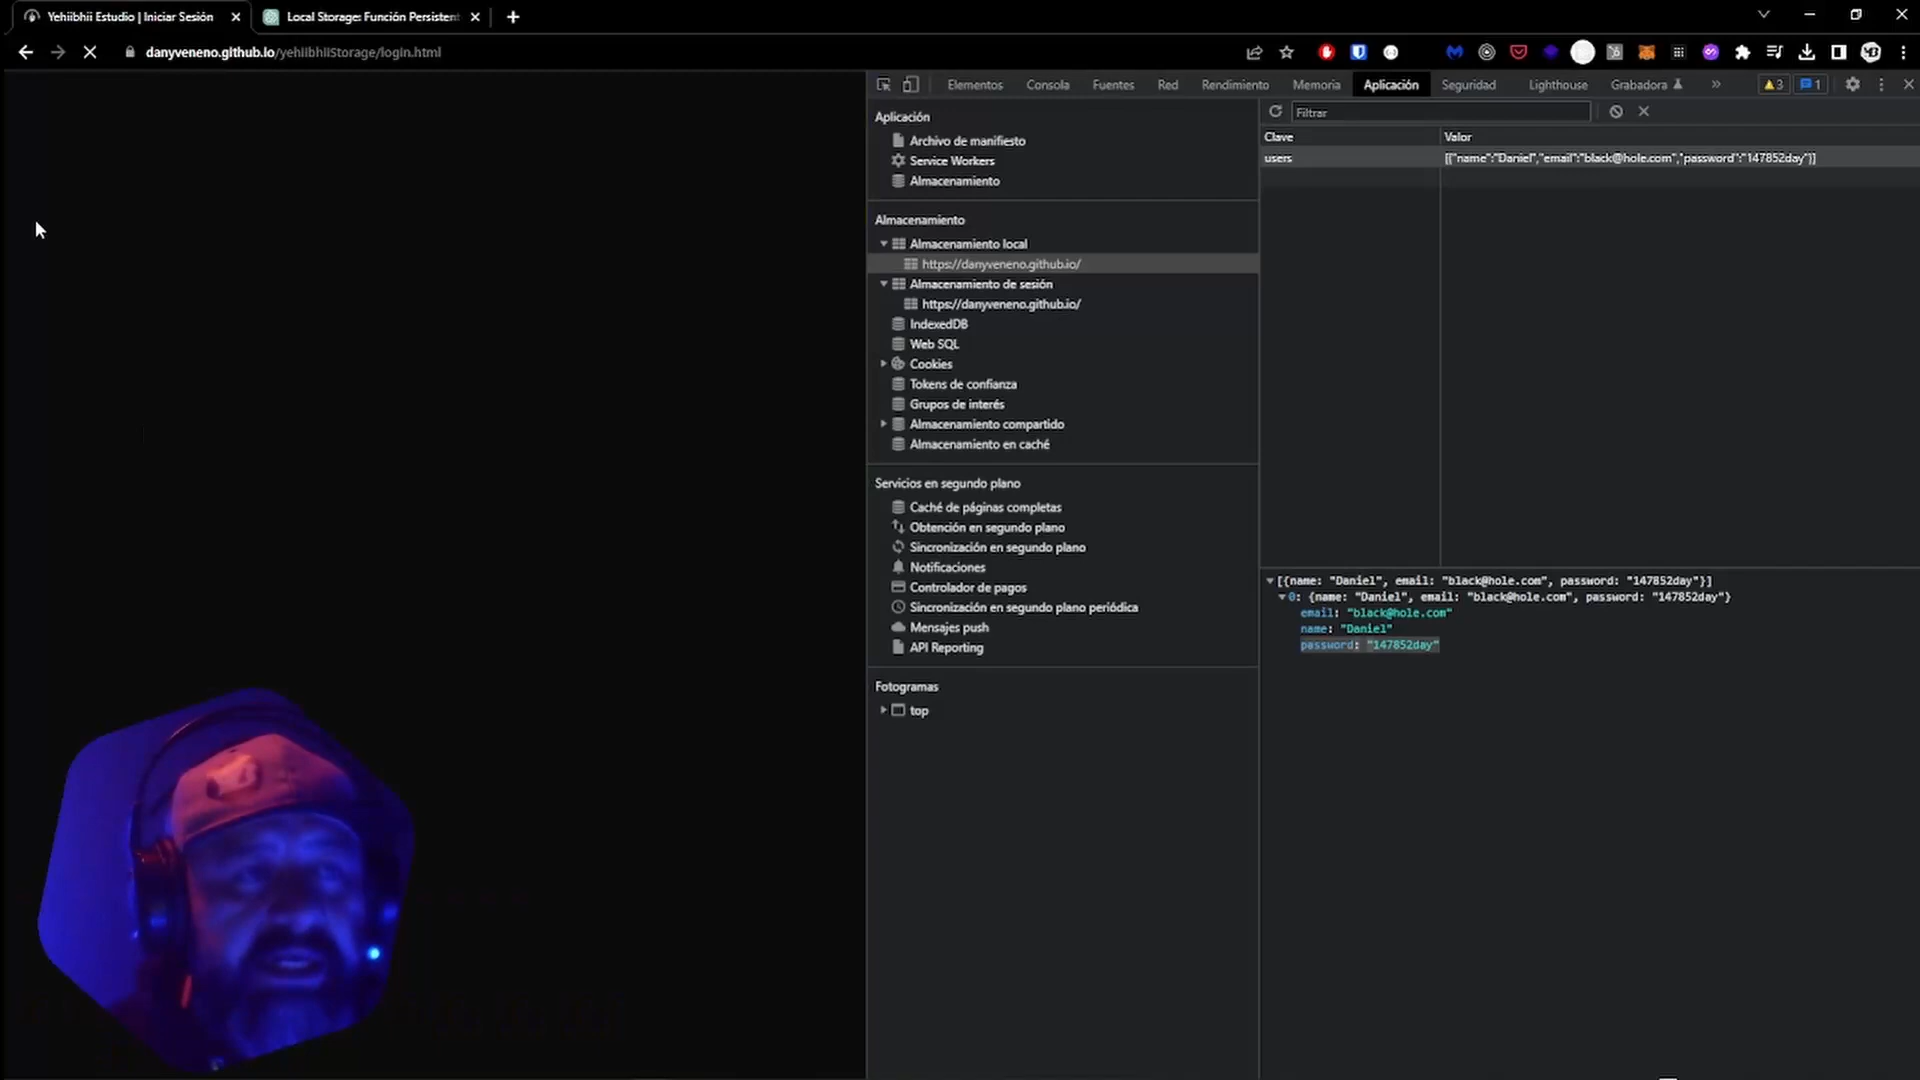 Yehiibhii Estudio | Iniciar Sesión
Local Storage: Función Persistent
danyveneno.github.io/yehiibhiiStorage/login.html
Elementos Consola Fuentes Red Rendimiento Memoria Aplicación Seguridad Lighthouse Grabadora » 3 1
Aplicación
Archivo de manifiesto
Service Workers
Almacenamiento
Almacenamiento
Almacenamiento local
https://danyveneno.github.io/
Almacenamiento de sesión
https://danyveneno.github.io/
IndexedDB
Web SQL
Cookies
Tokens de confianza
Grupos de interés
Almacenamiento compartido
Almacenamiento en caché
Servicios en segundo plano
Caché de páginas completas
Obtención en segundo plano
Sincronización en segundo plano
Notificaciones
Controlador de pagos
Sincronización en segundo plano periódica
Mensajes push
API Reporting
Fotogramas
top
Filtrar
Clave Valor
users [{"name":"Daniel","email":"black@hole.com","password":"147852day"}]
[{name: "Daniel", email: "black@hole.com", password: "147852day"}]
0: {name: "Daniel", email: "black@hole.com", password: "147852day"}
email: "black@hole.com"
name: "Daniel"
password: "147852day"